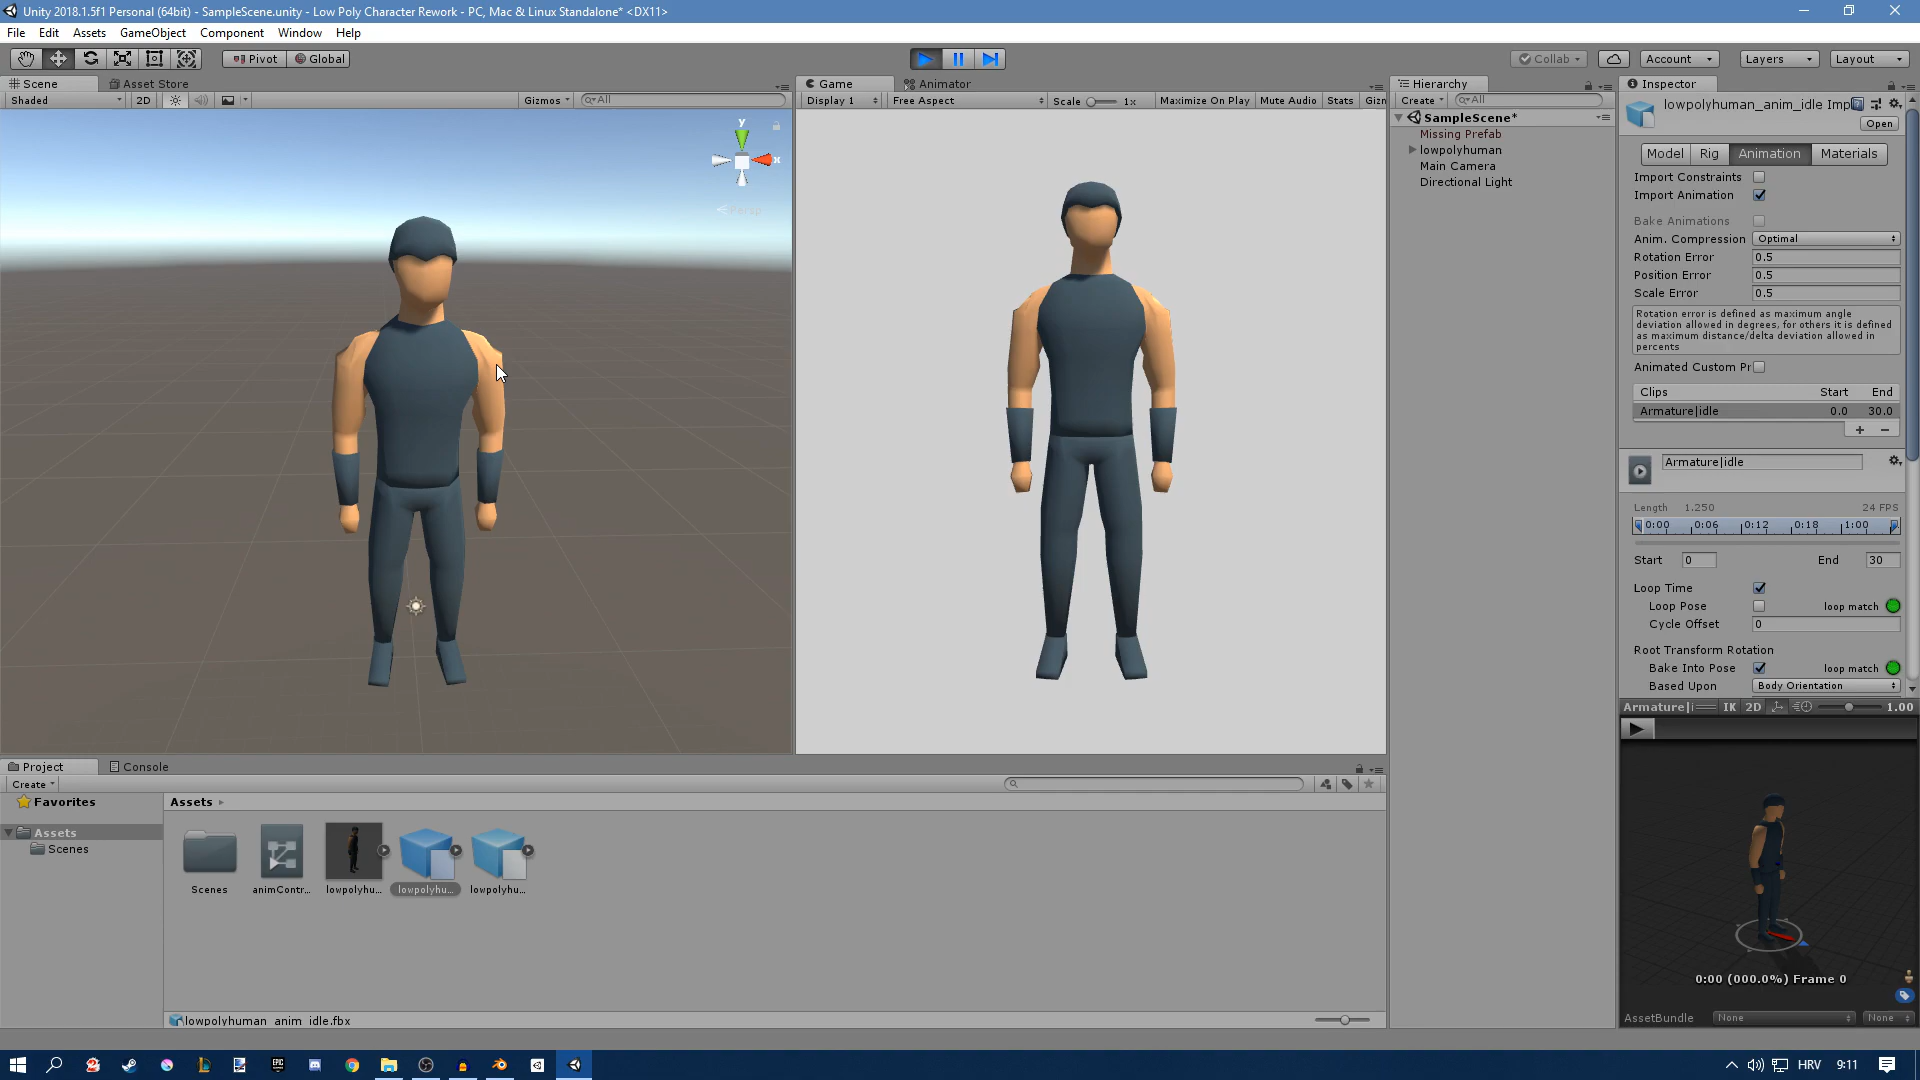 Unity 2018.1.5f1 Personal (64bit) - SampleScene.unity - Low Poly Character Rework - PC, Mac & Linux Standalone* <DX11>
File Edit Assets GameObject Component Window Help
Pivot Global Collab Account Layers Layout
Scene Asset Store
Shaded 2D Gizmos All
y
x
Persp
Game Animator
Display 1 Free Aspect Scale 1x Maximize On Play Mute Audio Stats Gizn
Hierarchy
Create All
SampleScene*
Missing Prefab
lowpolyhuman
Main Camera
Directional Light
Inspector
lowpolyhuman_anim_idle Imp
Open
Model Rig Animation Materials
Import Constraints
Import Animation
Bake Animations
Anim. Compression Optimal
Rotation Error 0.5
Position Error 0.5
Scale Error 0.5
Rotation error is defined as maximum angle
deviation allowed in degrees, for others it is defined
as maximum distance/delta deviation allowed in
percents
Animated Custom Pr
Clips Start End
Armature|idle 0.0 30.0
+ −
Armature|idle
Length 1.250 24 FPS
0:00 0:06 0:12 0:18 1:00
Start 0 End 30
Loop Time
Loop Pose loop match
Cycle Offset 0
Root Transform Rotation
Bake Into Pose loop match
Based Upon Body Orientation
Armature|i IK 2D 1.00
0:00 (000.0%) Frame 0
AssetBundle None None
Project Console
Create
Favorites
Assets
Scenes
Assets
Scenes animContr... lowpolyhu... lowpolyhu... lowpolyhu...
lowpolyhuman_anim_idle.fbx
HRV 9:11